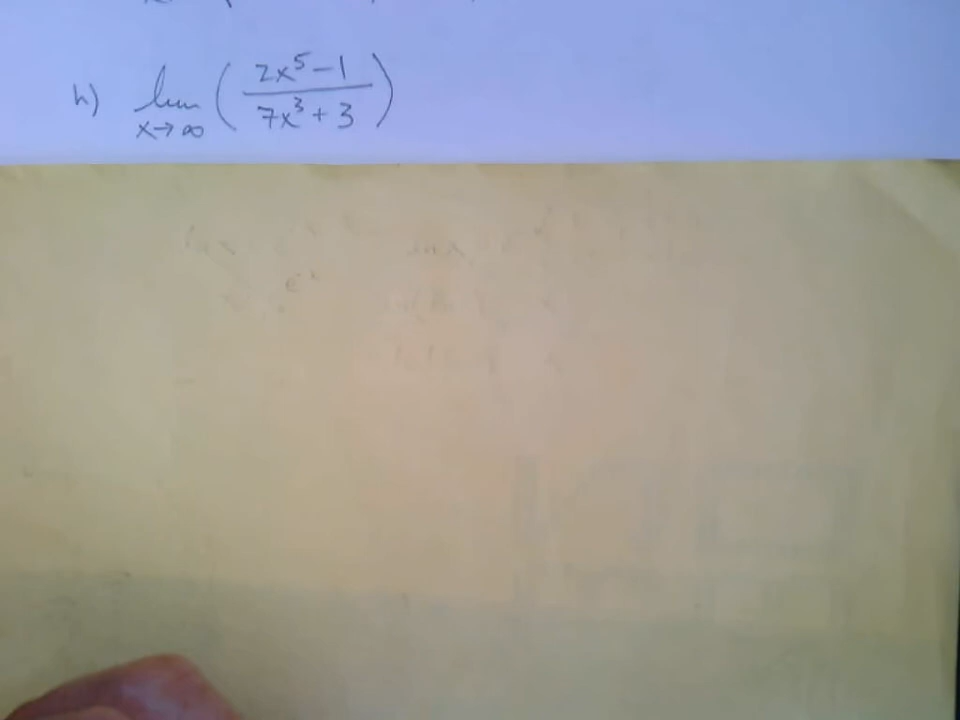 h) lim x→∞ ( (2x⁵ - 1) / (7x³ + 3) )